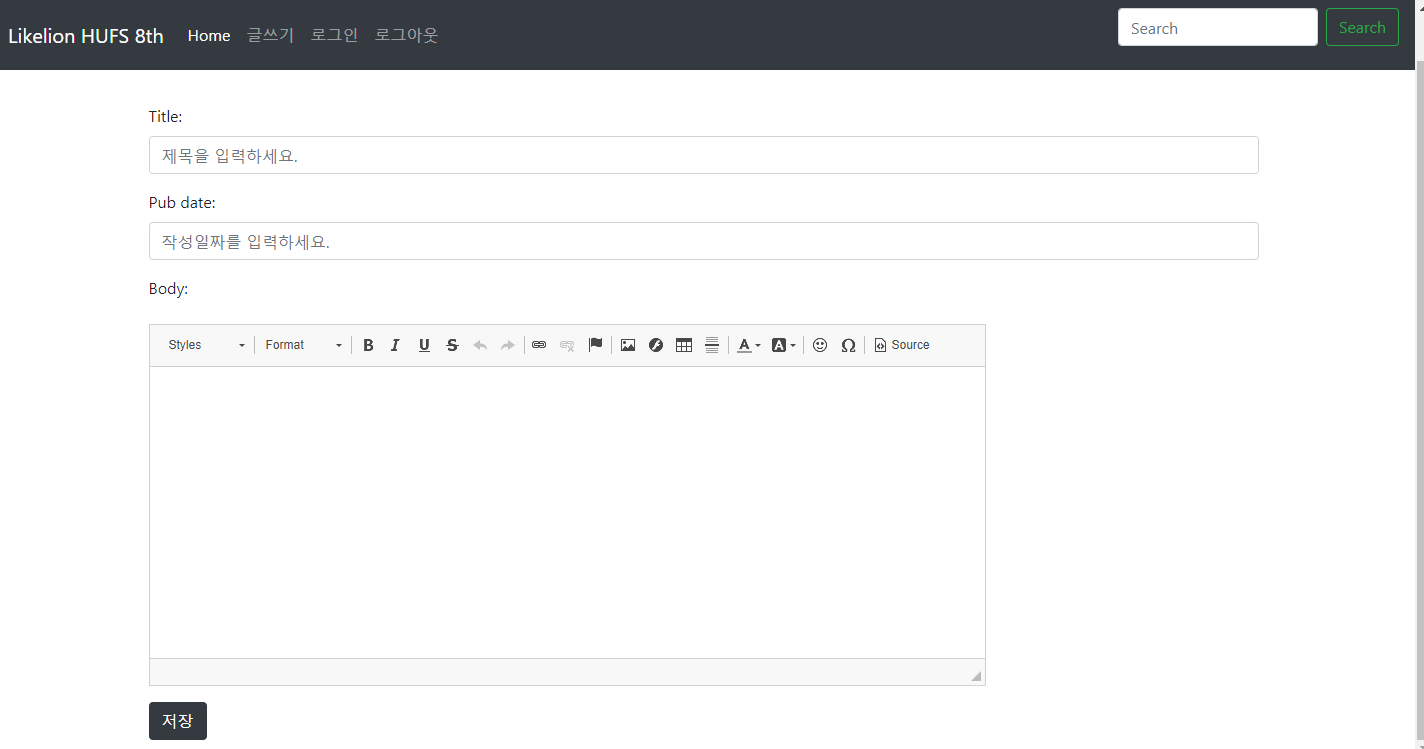 Likelion HUFS 8th Home 글쓰기 로그인 로그아웃 Search Search
Title:
제목을 입력하세요.
Pub date:
작성일짜를 입력하세요.
Body:
Styles Format B I U S A A Ω Source
저장